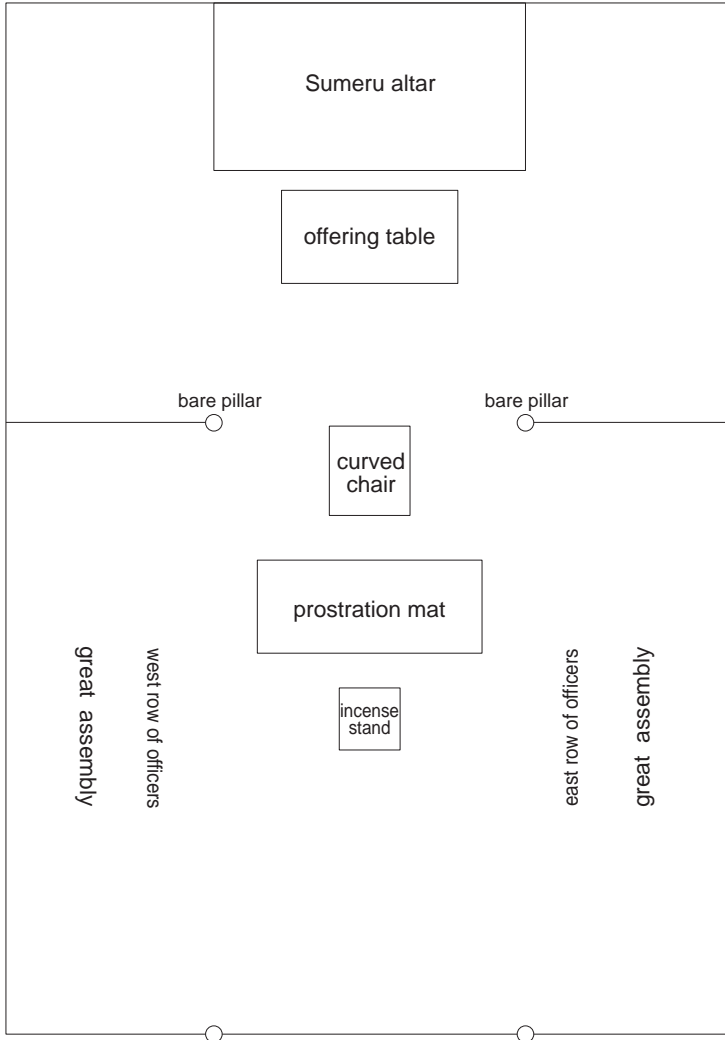 Sumeru altar
offering table
bare pillar
bare pillar
curved
chair
prostration mat
great assembly
west row of officers
incense
stand
east row of officers
great assembly